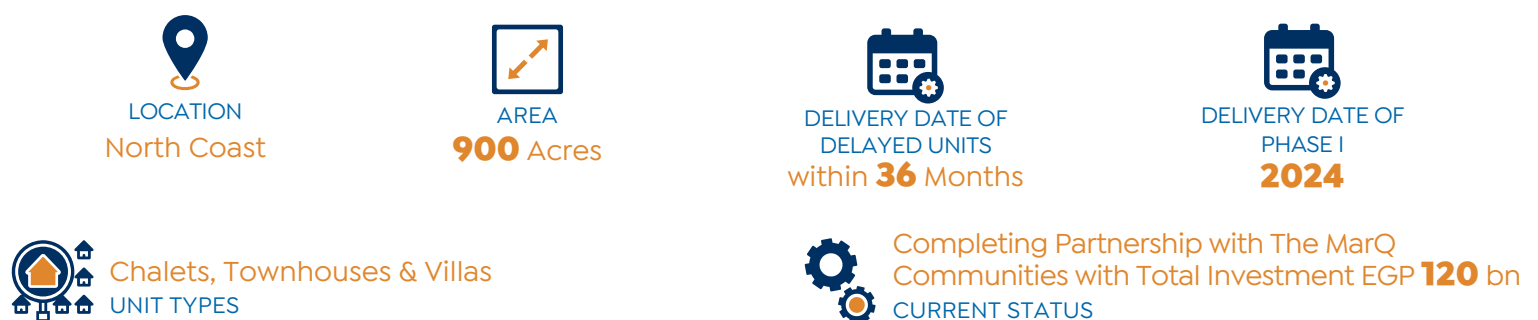 LOCATION
North Coast
AREA
900 Acres
DELIVERY DATE OF
DELAYED UNITS
within 36 Months
DELIVERY DATE OF
PHASE I
2024
Chalets, Townhouses & Villas
UNIT TYPES
Completing Partnership with The MarQ
Communities with Total Investment EGP 120 bn
CURRENT STATUS